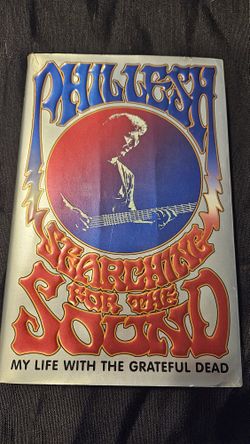 PHIL LESH
SEARCHING
FOR THE
SOUND
MY LIFE WITH THE GRATEFUL DEAD